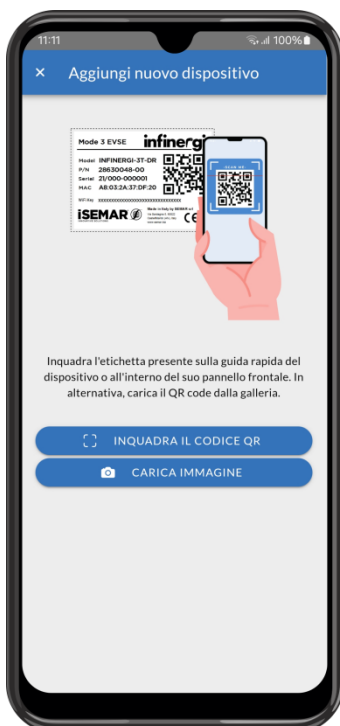 11:11
100%
× Aggiungi nuovo dispositivo
Mode 3 EVSE infinergi
Model INFINERGI-3T-DR
P/N 28630048-00
Serial 21/000-000001
MAC A8:03:2A:37:DF:20
iSEMAR
Made in Italy by SEMAR s.r.l.
SCAN ME
Inquadra l'etichetta presente sulla guida rapida del
dispositivo o all'interno del suo pannello frontale. In
alternativa, carica il QR code dalla galleria.
INQUADRA IL CODICE QR
CARICA IMMAGINE